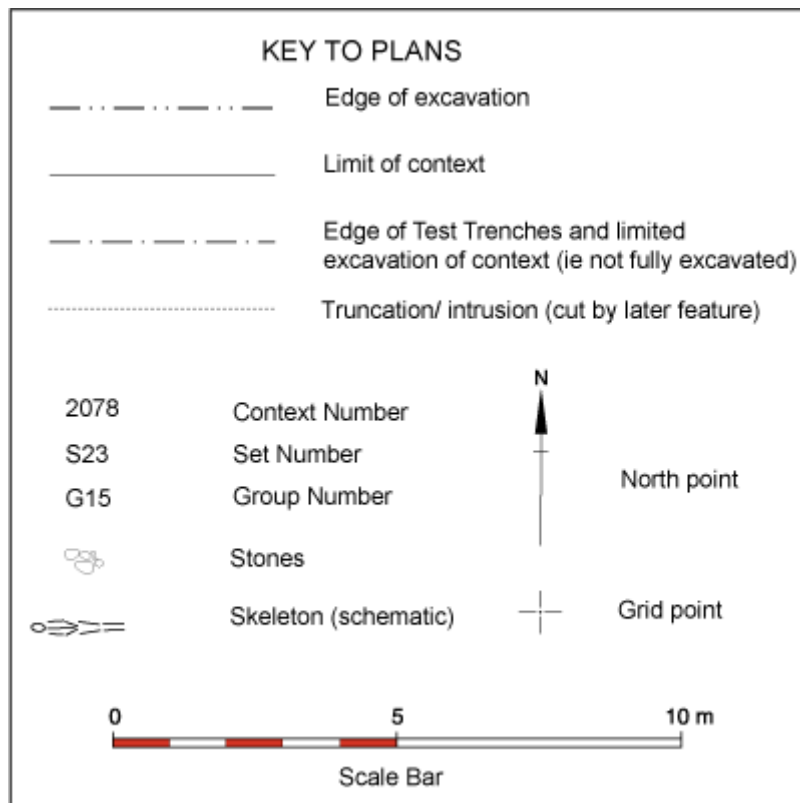 KEY TO PLANS
Edge of excavation
Limit of context
Edge of Test Trenches and limited
excavation of context (ie not fully excavated)
Truncation/ intrusion (cut by later feature)
2078 Context Number
S23 Set Number
G15 Group Number
N
North point
Stones
Skeleton (schematic)
Grid point
0 5 10 m
Scale Bar